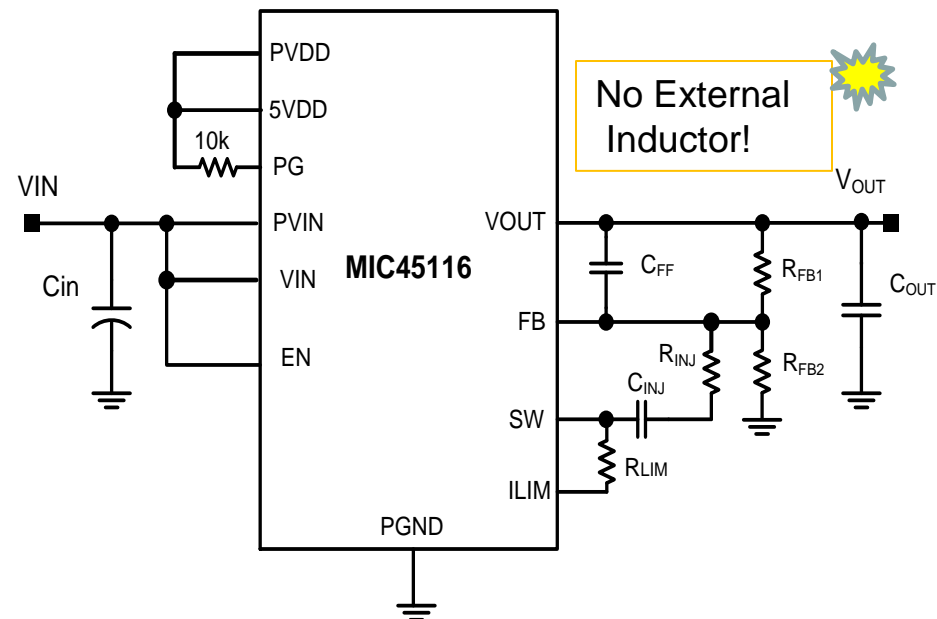 PVDD
5VDD
10k
PG
VIN
PVIN
VIN
Cin
EN
MIC45116
PGND
No External
Inductor!
VOUT
VOUT
CFF
RFB1
COUT
FB
RINJ
RFB2
CINJ
SW
RLIM
ILIM